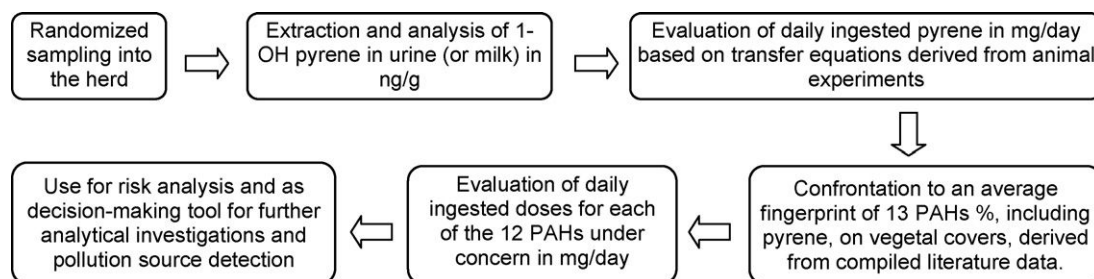 Randomized
sampling into
the herd
Extraction and analysis of 1-
OH pyrene in urine (or milk) in
ng/g
Evaluation of daily ingested pyrene in mg/day
based on transfer equations derived from animal
experiments
Confrontation to an average
fingerprint of 13 PAHs %, including
pyrene, on vegetal covers, derived
from compiled literature data.
Evaluation of daily
ingested doses for each
of the 12 PAHs under
concern in mg/day
Use for risk analysis and as
decision-making tool for further
analytical investigations and
pollution source detection